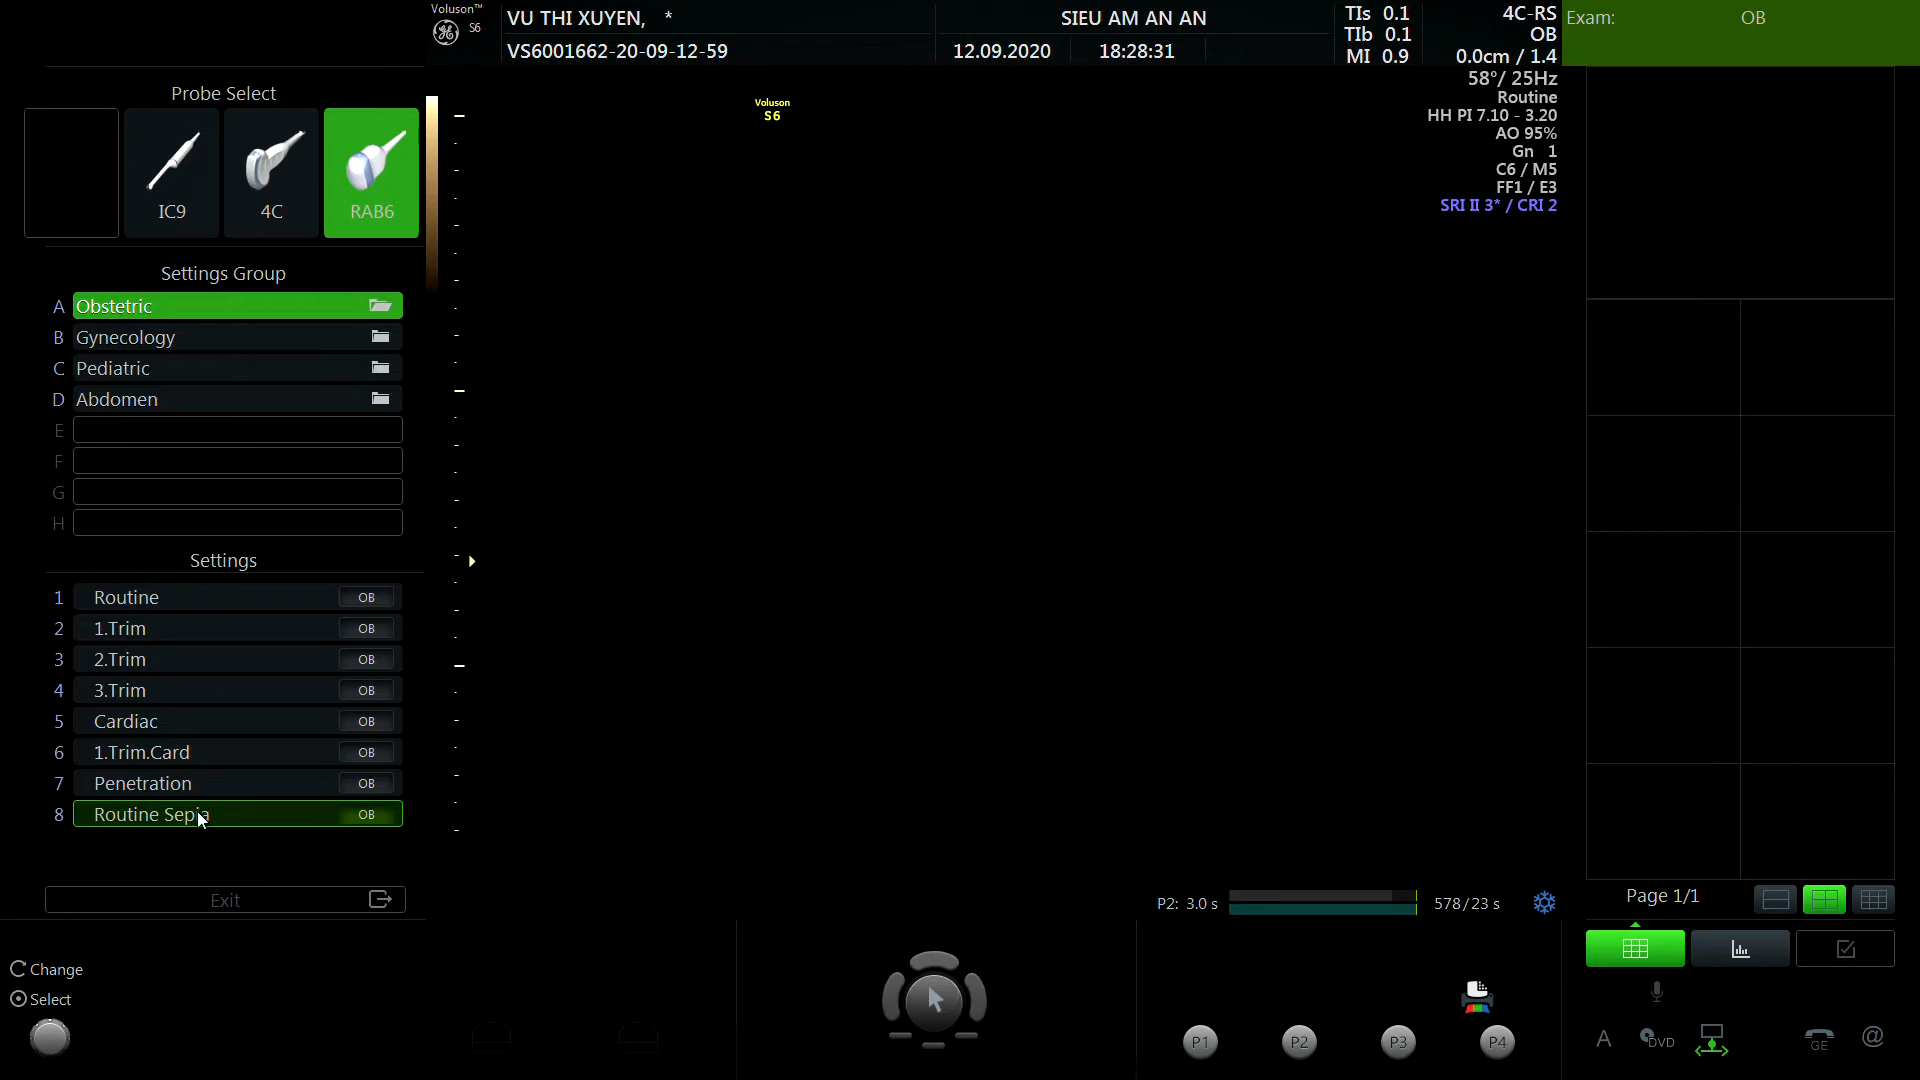 Voluson™
S6
VU THI XUYEN, *
SIEU AM AN AN
TIs 0.1
TIb 0.1
MI 0.9
4C-RS
OB
0.0cm / 1.4
Exam: OB
VS6001662-20-09-12-59
12.09.2020
18:28:31
58°/ 25Hz
Routine
HH PI 7.10 - 3.20
AO 95%
Gn 1
C6 / M5
FF1 / E3
SRI II 3* / CRI 2
Voluson
S6
Probe Select
IC9
4C
RAB6
Settings Group
A Obstetric
B Gynecology
C Pediatric
D Abdomen
E
F
G
H
Settings
1 Routine OB
2 1.Trim OB
3 2.Trim OB
4 3.Trim OB
5 Cardiac OB
6 1.Trim.Card OB
7 Penetration OB
8 Routine Sepia OB
Exit
Change
Select
P2: 3.0 s
578/23 s
P1
P2
P3
P4
Page 1/1
A
DVD
GE
@